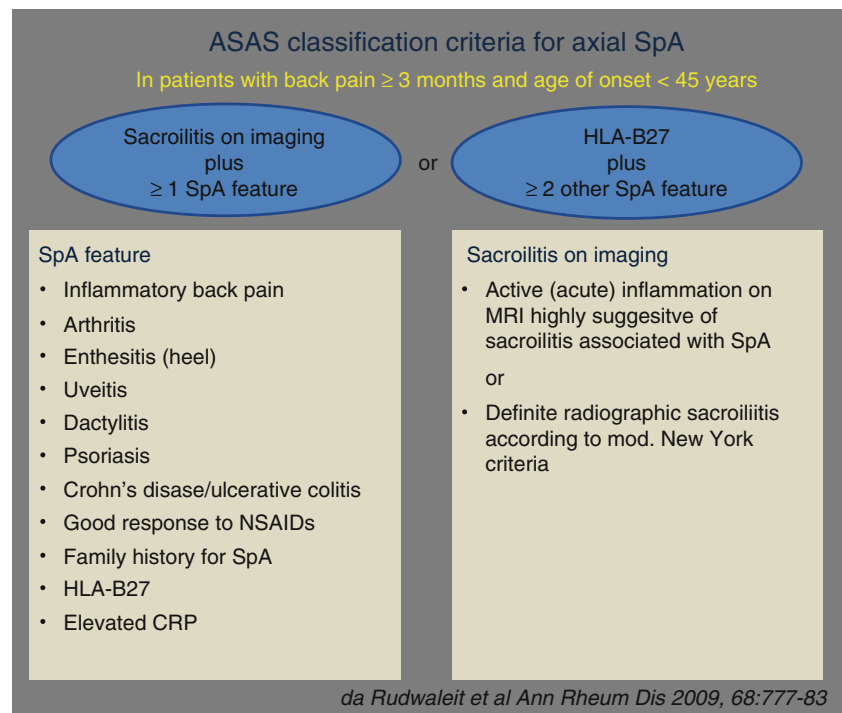 ASAS classification criteria for axial SpA
In patients with back pain ≥ 3 months and age of onset < 45 years
Sacroilitis on imaging
plus
≥ 1 SpA feature
or
HLA-B27
plus
≥ 2 other SpA feature
SpA feature
• Inflammatory back pain
• Arthritis
• Enthesitis (heel)
• Uveitis
• Dactylitis
• Psoriasis
• Crohn's disase/ulcerative colitis
• Good response to NSAIDs
• Family history for SpA
• HLA-B27
• Elevated CRP
Sacroilitis on imaging
• Active (acute) inflammation on
MRI highly suggesitve of
sacroilitis associated with SpA
or
• Definite radiographic sacroiliitis
according to mod. New York
criteria
da Rudwaleit et al Ann Rheum Dis 2009, 68:777-83